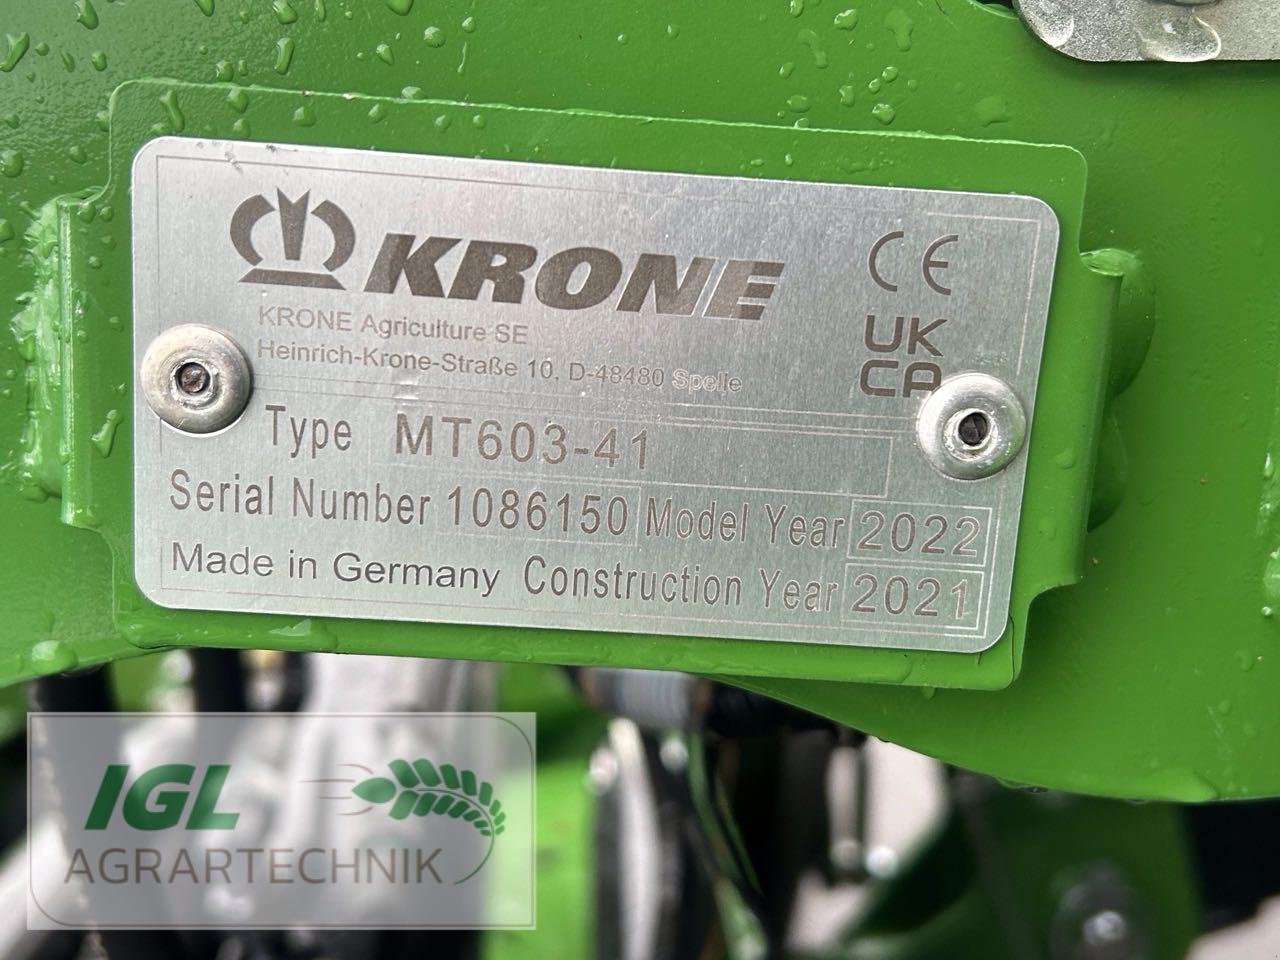 KRONE
KRONE Agriculture SE
Heinrich-Krone-Straße 10, D-48480 Spelle
CE
UK
CA
Type MT603-41
Serial Number 1086150 Model Year 2022
Made in Germany Construction Year 2021
IGL
AGRARTECHNIK